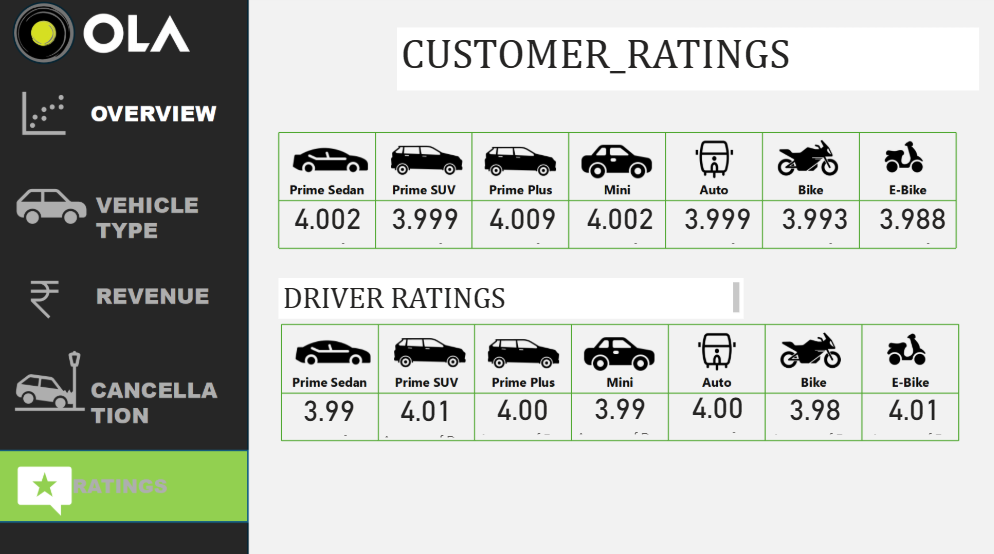 OLA
OVERVIEW
VEHICLE
TYPE
REVENUE
CANCELLA
TION
RATINGS
CUSTOMER_RATINGS
Prime Sedan Prime SUV Prime Plus Mini Auto Bike E-Bike
4.002 3.999 4.009 4.002 3.999 3.993 3.988
DRIVER RATINGS
Prime Sedan Prime SUV Prime Plus Mini Auto Bike E-Bike
3.99 4.01 4.00 3.99 4.00 3.98 4.01